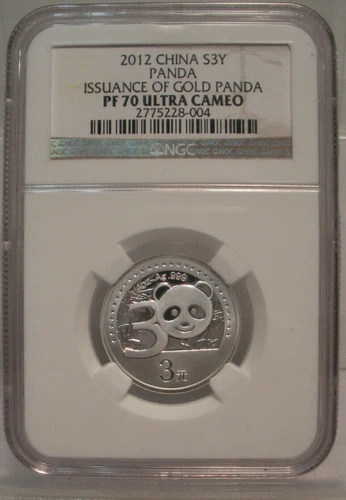 2012 CHINA S3Y
PANDA
ISSUANCE OF GOLD PANDA
PF 70 ULTRA CAMEO
2775228-004
NGC
Ag .999
30
3元